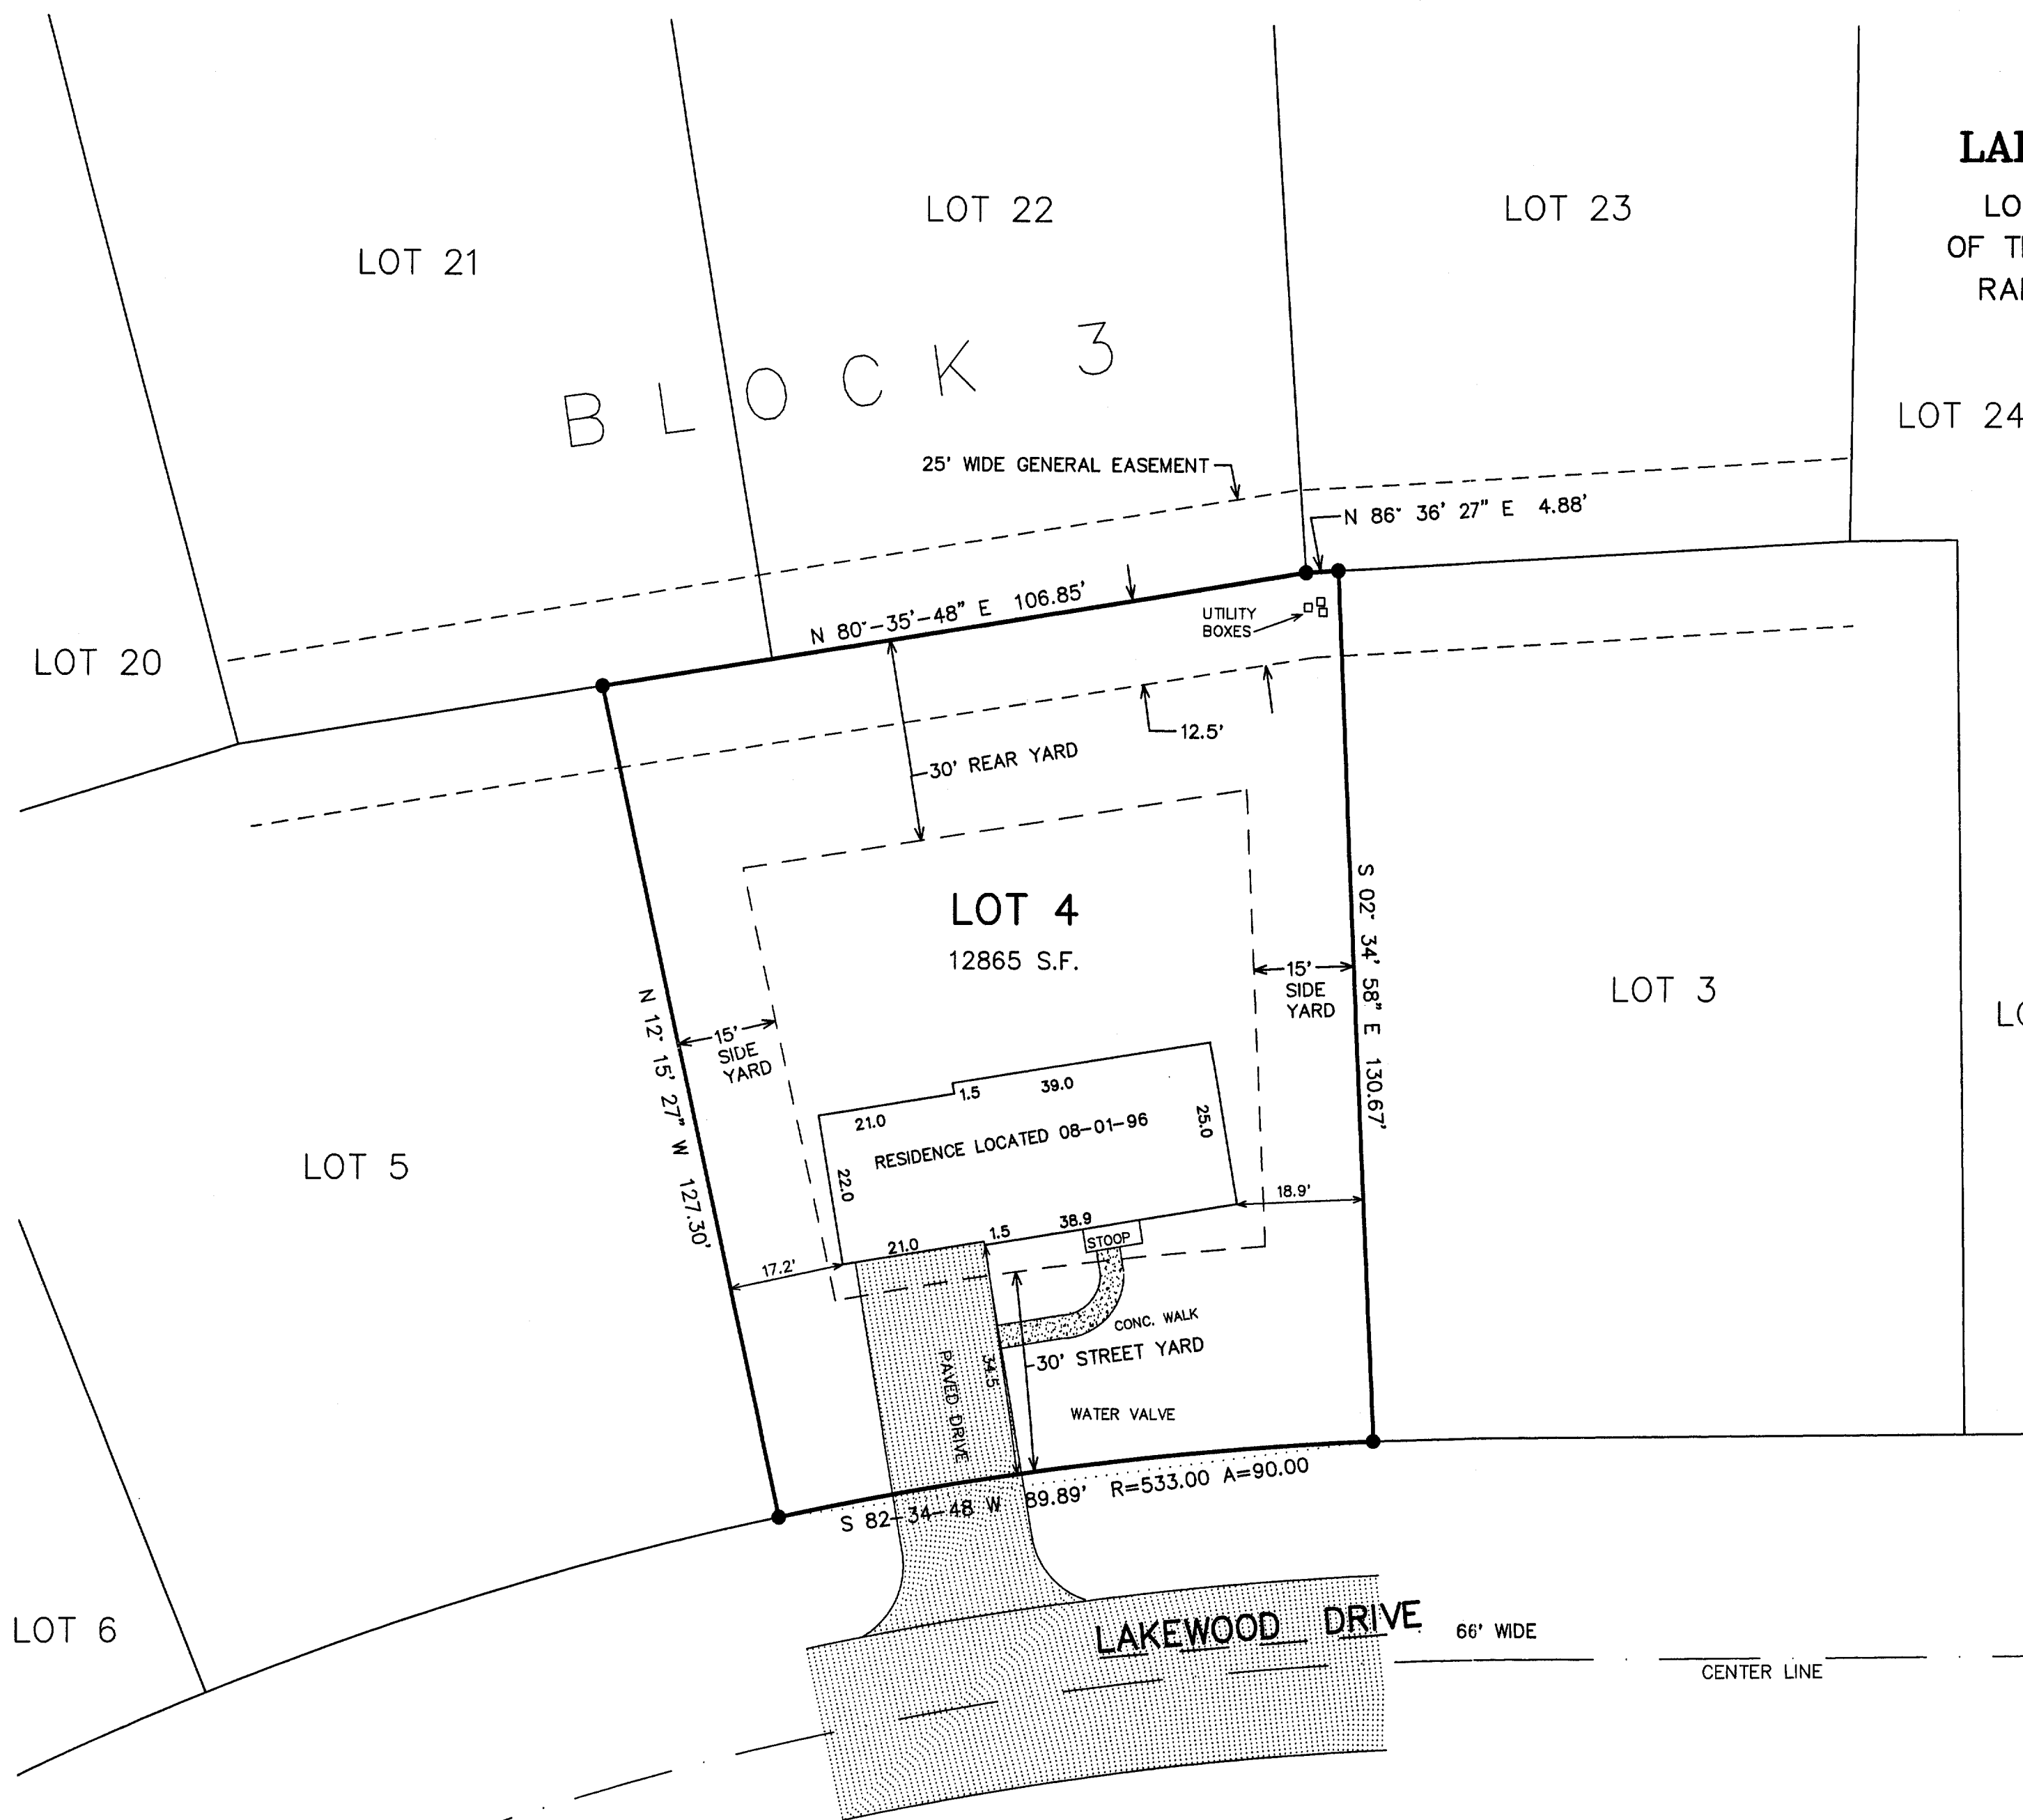 LOT 22
LOT 23
LOT 21
LO
RA
OF T
BLOCK 3
LOT 24
25' WIDE GENERAL EASEMENT
N 86° 36' 27" E 4.88'
N 80°-35'-48" E 106.85'
UTILITY
BOXES
LOT 20
12.5'
30' REAR YARD
LOT 4
12865 S.F.
S 02° 34' 58" E 130.67'
15'
SIDE
YARD
LOT 3
N 12° 15' 27" W 127.30'
15'
SIDE
YARD
39.0
1.5
21.0
25.0
RESIDENCE LOCATED 08-01-96
LOT 5
22.0
18.9'
38.9
1.5
21.0
STOOP
17.2'
CONC. WALK
30' STREET YARD
34.5
PAVED DRIVE
WATER VALVE
S 82-34-48 W 89.89' R=533.00 A=90.00
LAKEWOOD DRIVE
66' WIDE
LOT 6
CENTER LINE